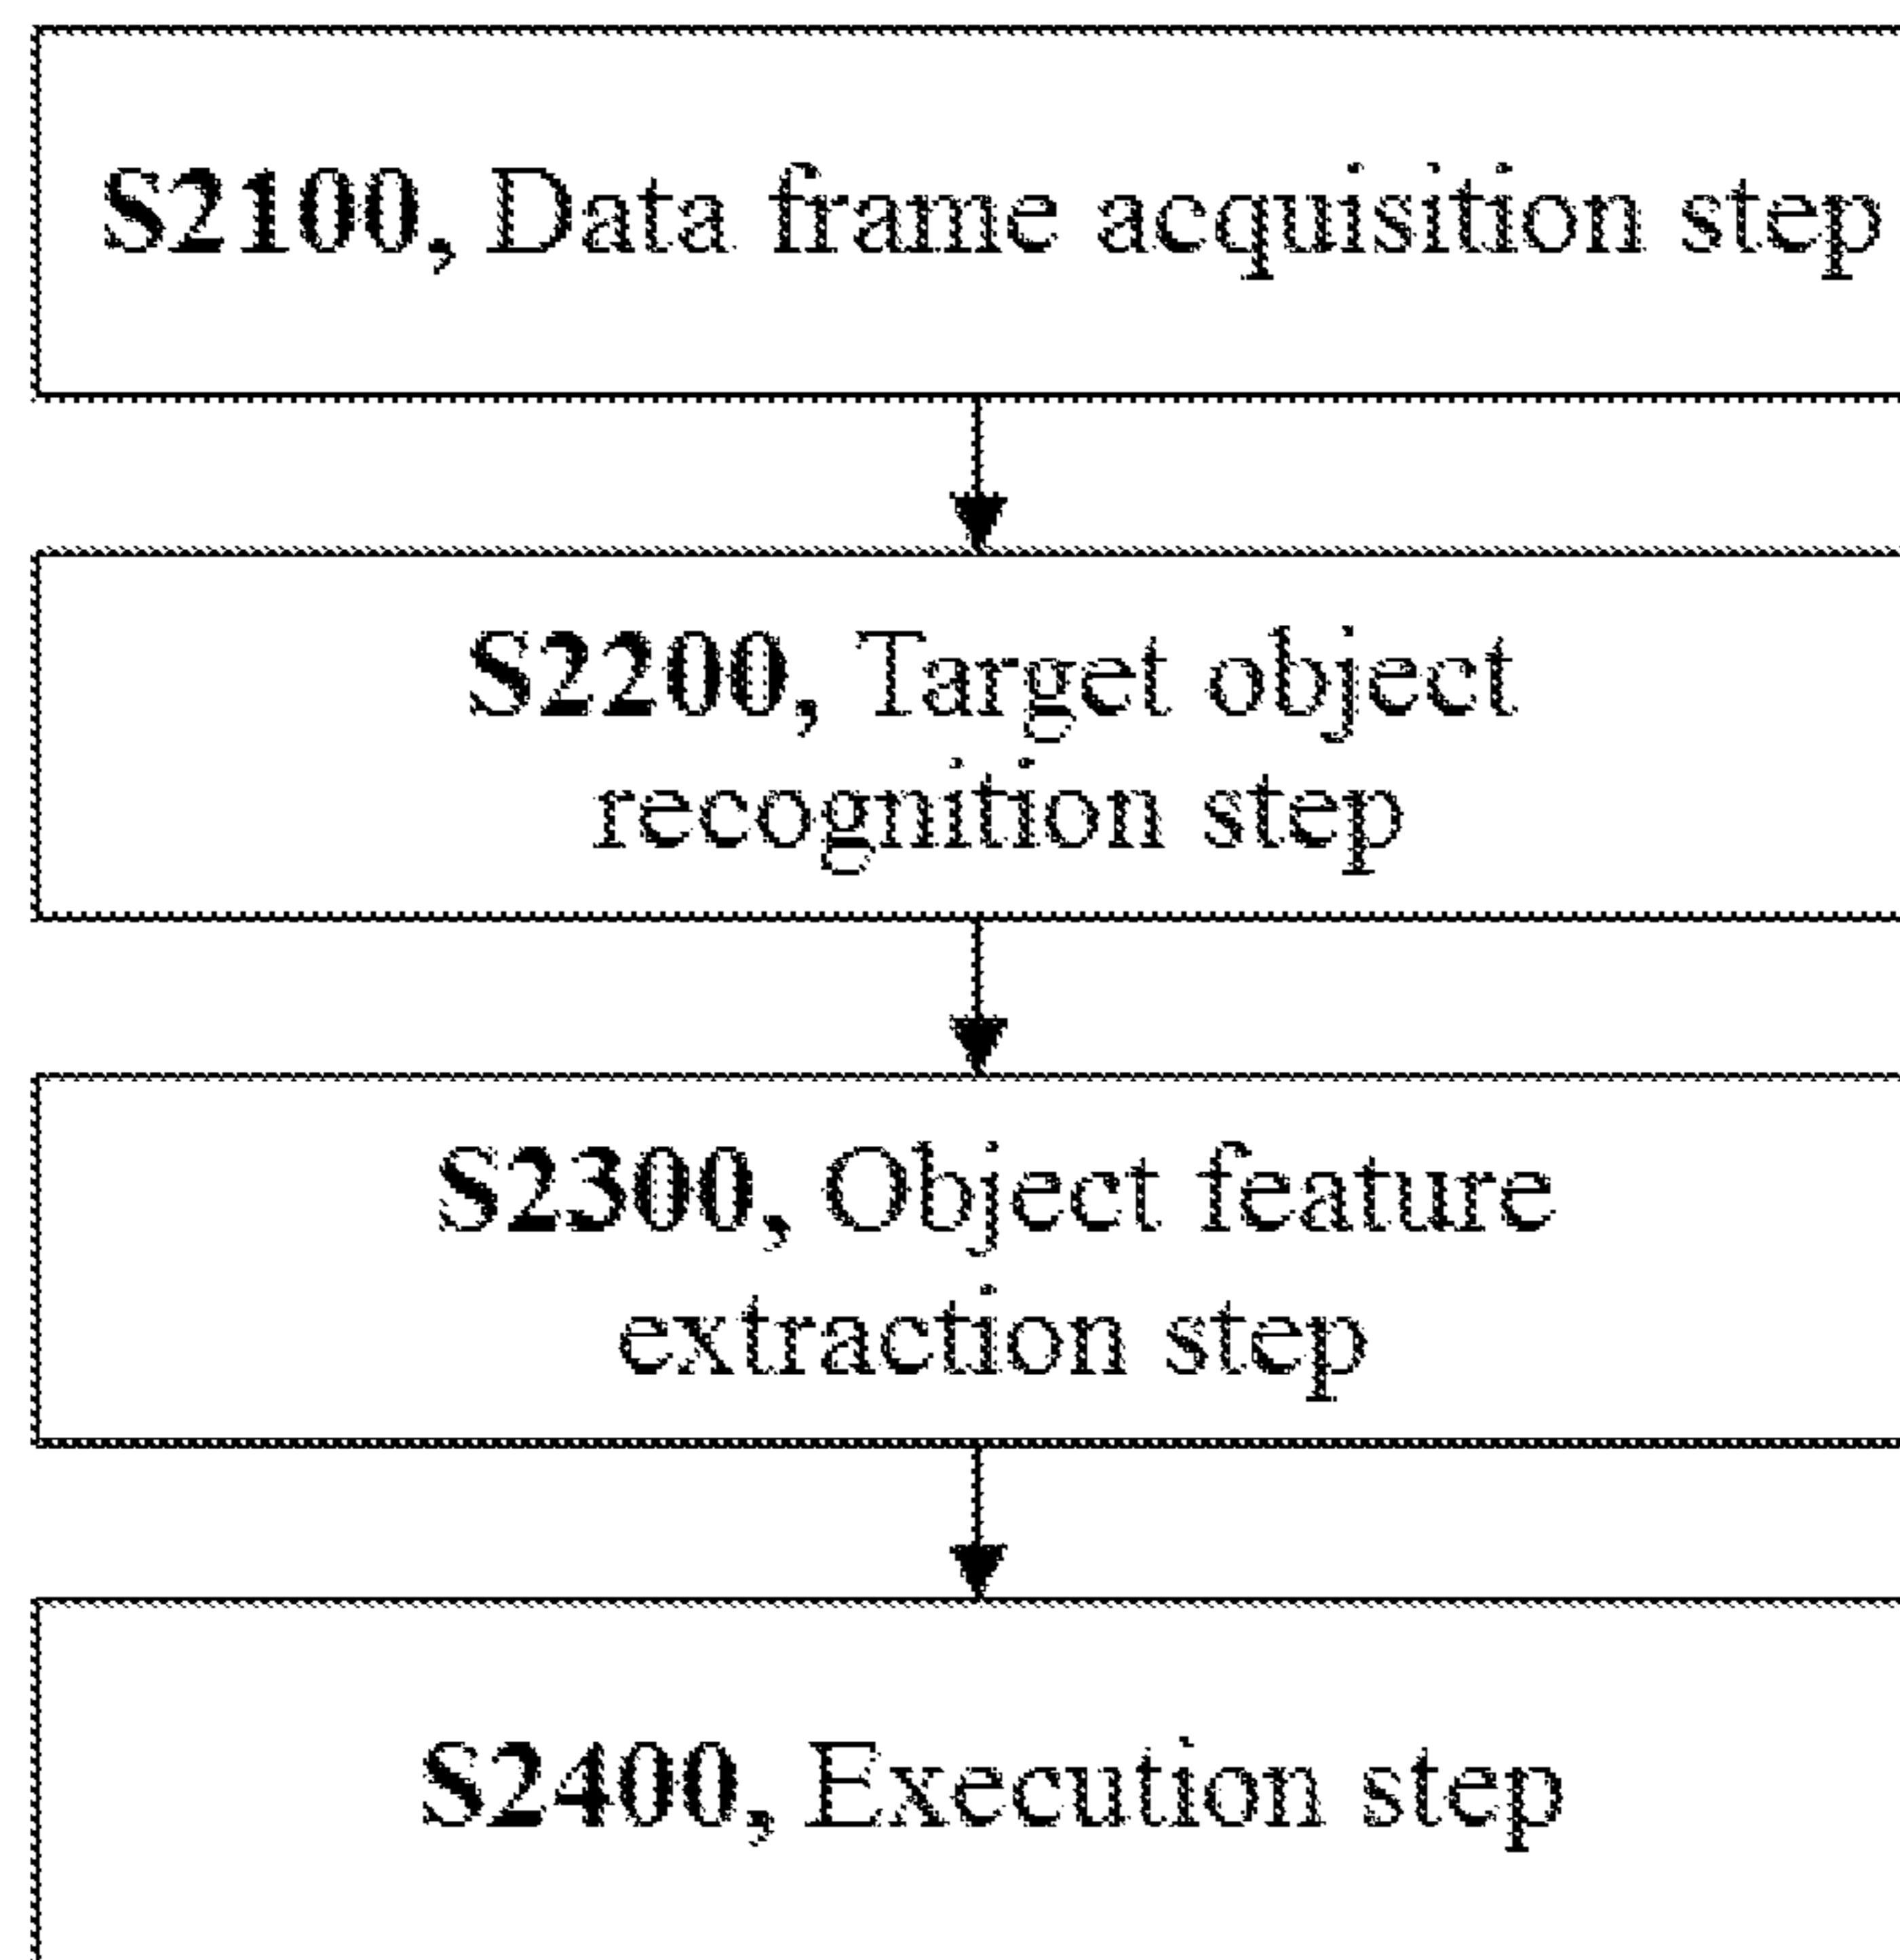 S2100, Data frame acquisition step
S2200, Target object
recognition step
S2300, Object feature
extraction step
S2400, Execution step